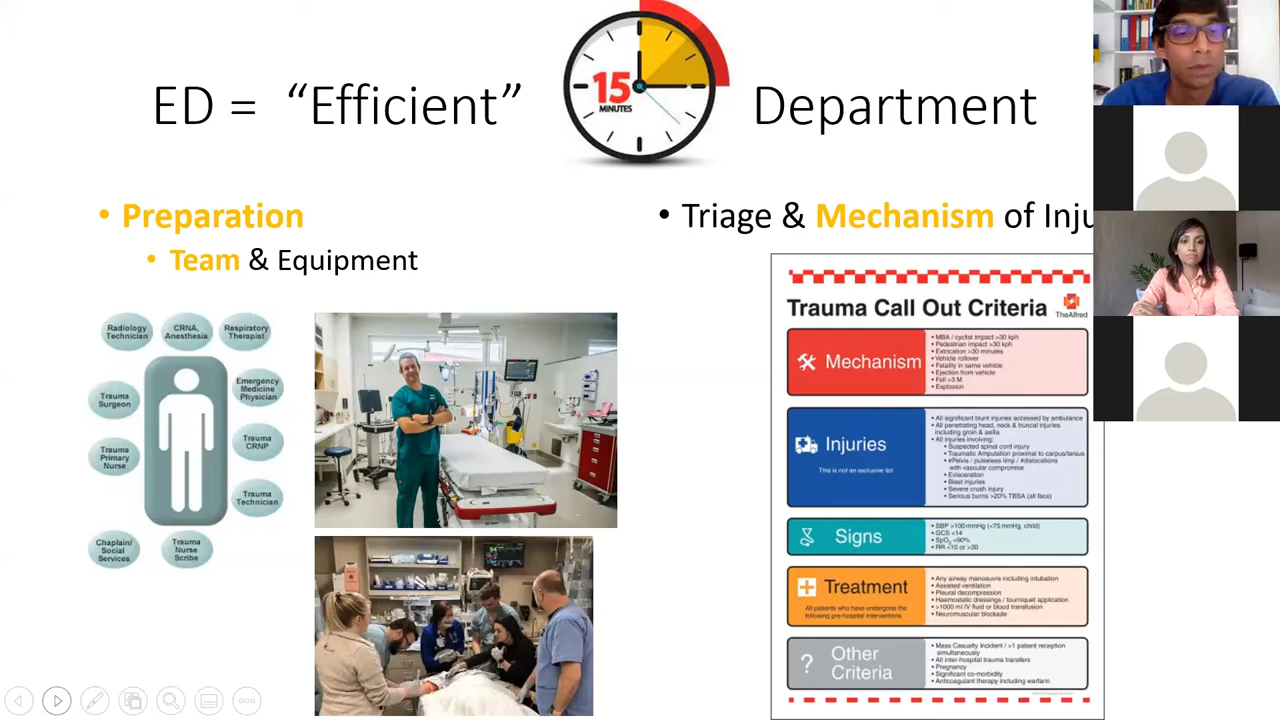 ED = “Efficient”
15
MINUTES
Department
• Preparation
• Team & Equipment
• Triage & Mechanism of Inju
Radiology
Technician
CRNA,
Anesthesia
Respiratory
Therapist
Trauma
Surgeon
Emergency
Medicine
Physician
Trauma
Primary
Nurse
Trauma
CRNP
Trauma
Technician
Chaplain/
Social
Services
Trauma
Nurse
Scribe
Trauma Call Out Criteria
TheAlfred
Mechanism
• MBA / cyclist impact >30 kph
• Pedestrian impact >30 kph
• Extrication >30 minutes
• Vehicle rollover
• Fatality in same vehicle
• Ejection from vehicle
• Fall >3 M
• Explosion
Injuries
This is not an exclusive list
• All significant blunt injuries accessed by ambulance
• All penetrating head, neck & truncal injuries
including groin & axilla
• All injuries involving:
• Suspected spinal cord injury
• Traumatic Amputation proximal to carpus/tarsus
• #Pelvis / pulseless limp / #dislocations
with vascular compromise
• Evisceration
• Blast injuries
• Severe crush injury
• Serious burns >20% TBSA (all face)
Signs
• SBP >100 mmHg (<75 mmHg, child)
• GCS <14
• SpO2 <90%
• RR <10 or >30
Treatment
All patients who have undergone the
following pre-hospital interventions
• Any airway manoeuvre including intubation
• Assisted ventilation
• Pleural decompression
• Haemostatic dressings / tourniquet application
• >1000 ml IV fluid or blood transfusion
• Neuromuscular blockade
?
Other
Criteria
• Mass Casualty Incident / >1 patient reception
simultaneously
• All inter-hospital trauma transfers
• Pregnancy
• Significant co-morbidity
• Anticoagulant therapy including warfarin